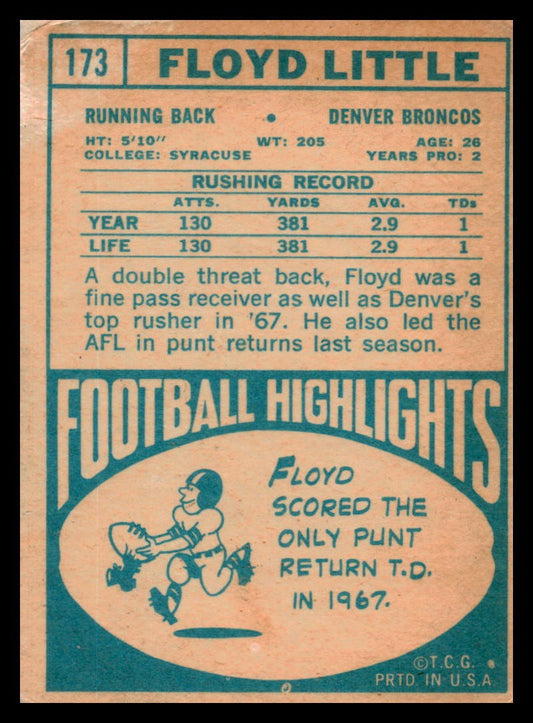 173 FLOYD LITTLE
RUNNING BACK • DENVER BRONCOS
HT: 5'10" WT: 205 AGE: 26
COLLEGE: SYRACUSE YEARS PRO: 2
RUSHING RECORD
ATTS. YARDS AVG. TDs
YEAR 130 381 2.9 1
LIFE 130 381 2.9 1
A double threat back, Floyd was a
fine pass receiver as well as Denver's
top rusher in '67. He also led the
AFL in punt returns last season.
FOOTBALL HIGHLIGHTS
FLOYD
SCORED THE
ONLY PUNT
RETURN T.D.
IN 1967.
©T.C.G.
PRTD. IN U.S.A.